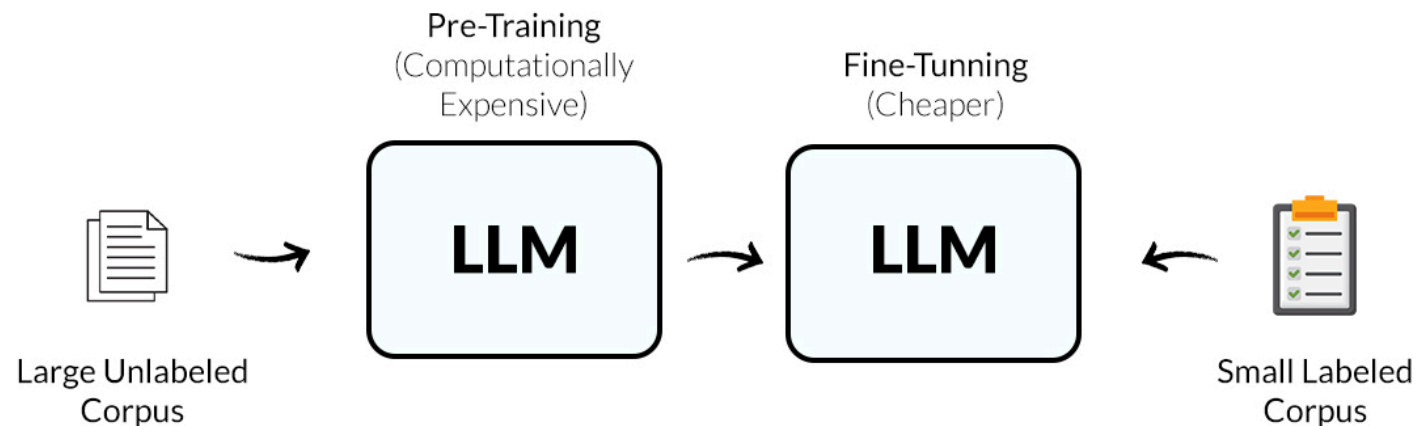 Pre-Training
(Computationally
Expensive)
Fine-Tunning
(Cheaper)
LLM
LLM
Large Unlabeled
Corpus
Small Labeled
Corpus